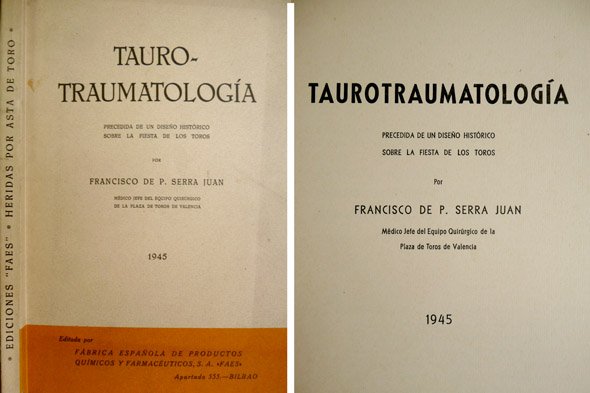 EDICIONES "FAES" * HERIDAS POR ASTA DE TORO *
TAURO-
TRAUMATOLOGÍA
PRECEDIDA DE UN DISEÑO HISTÓRICO
SOBRE LA FIESTA DE LOS TOROS
POR
FRANCISCO DE P. SERRA JUAN
MÉDICO JEFE DEL EQUIPO QUIRÚRGICO
DE LA PLAZA DE TOROS DE VALENCIA
1945
Editado por
FÁBRICA ESPAÑOLA DE PRODUCTOS
QUÍMICOS Y FARMACÉUTICOS, S. A. «FAES»
Apartado 555.—BILBAO
TAUROTRAUMATOLOGÍA
PRECEDIDA DE UN DISEÑO HISTÓRICO
SOBRE LA FIESTA DE LOS TOROS
Por
FRANCISCO DE P. SERRA JUAN
Médico Jefe del Equipo Quirúrgico de la
Plaza de Toros de Valencia
1945